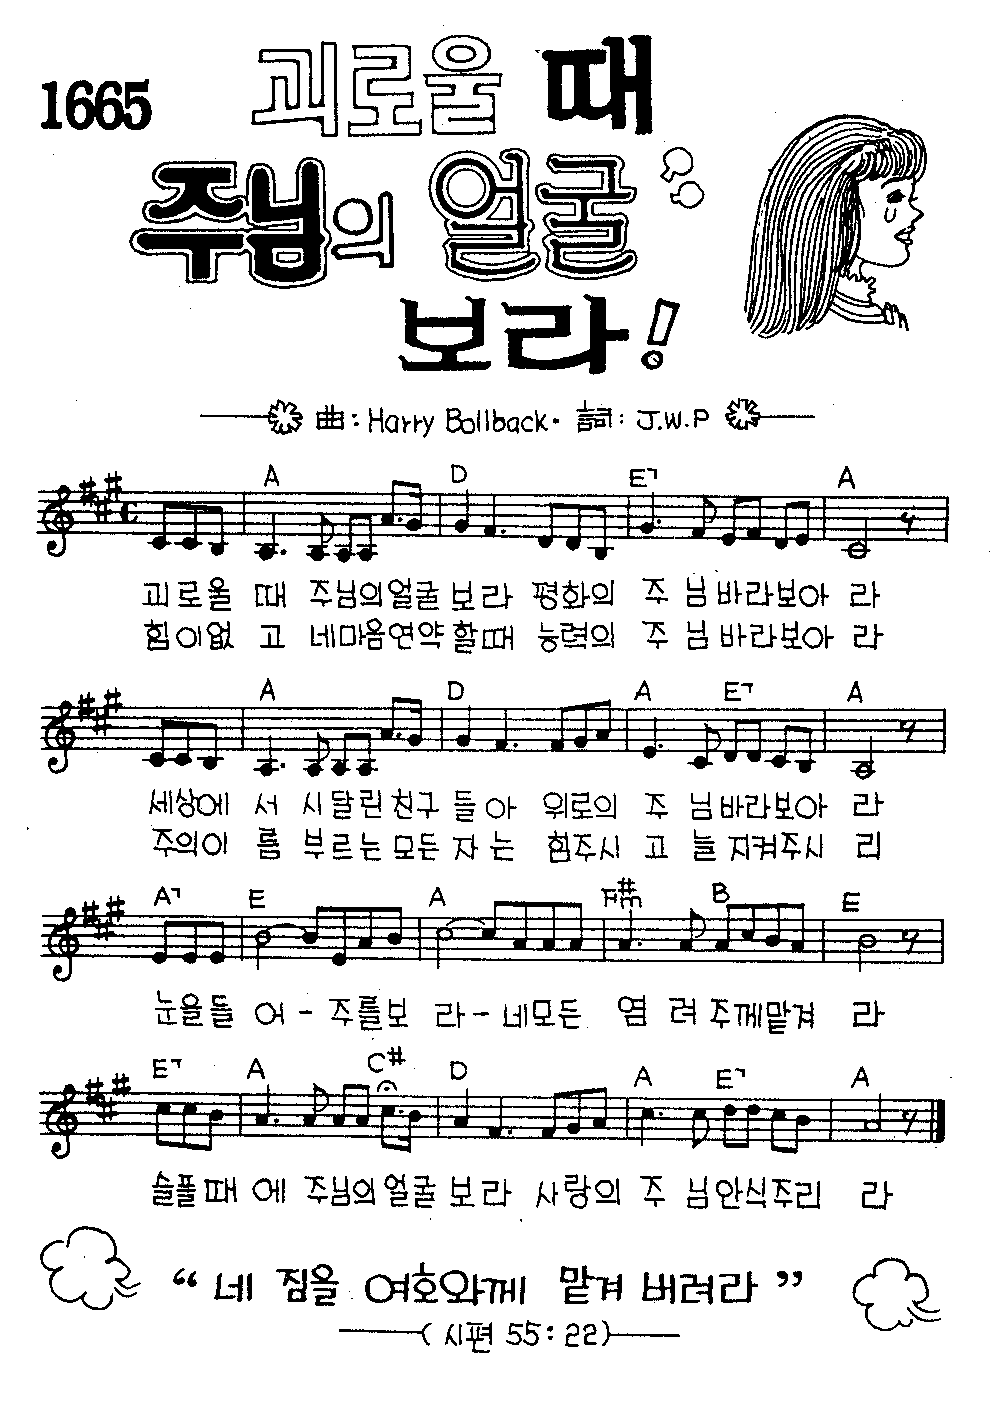 1665
괴로울 때
주님의 얼굴
보라!
曲: Harry Bollback. 詞: J.W.P
A D E7 A
괴로울 때 주님의얼굴보라 평화의 주 님바라보아 라
힘이없 고 네마음연약할때 능력의 주 님바라보아 라
A D A E7 A
세상에 서 시달린친구들아 위로의 주 님바라보아 라
주의이 름 부르는모든자는 힘주시 고 늘지켜주시 리
A7 E A F#m B E
눈을들 어-주를보 라-네모든 염 려주께맡겨 라
E7 A C# D A E7 A
슬플때 에 주님의얼굴보라 사랑의 주 님안식주리 라
“ 네 짐을 여호와께 맡겨 버려라 ”
(시편 55:22)